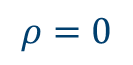 ρ = 0